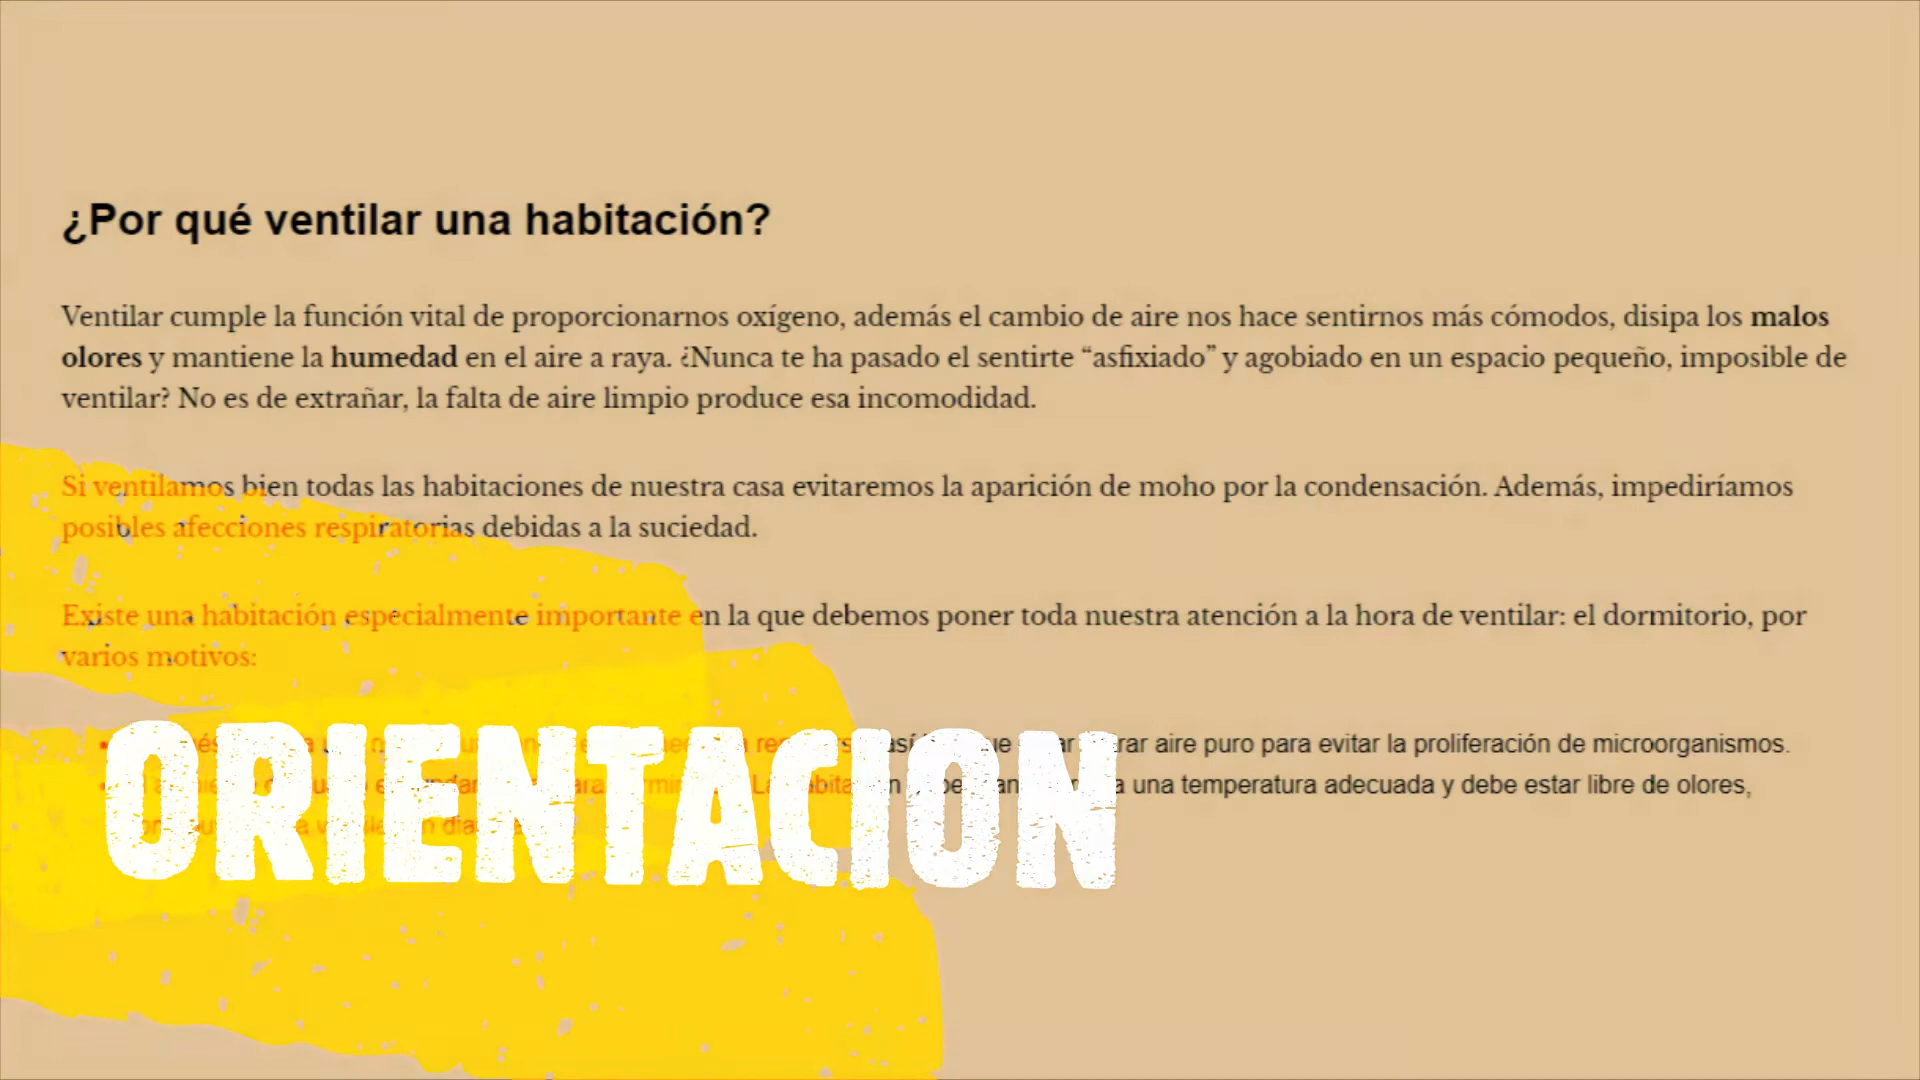 ¿Por qué ventilar una habitación?
Ventilar cumple la función vital de proporcionarnos oxígeno, además el cambio de aire nos hace sentirnos más cómodos, disipa los malos
olores y mantiene la humedad en el aire a raya. ¿Nunca te ha pasado el sentirte “asfixiado” y agobiado en un espacio pequeño, imposible de
ventilar? No es de extrañar, la falta de aire limpio produce esa incomodidad.
Si ventilamos bien todas las habitaciones de nuestra casa evitaremos la aparición de moho por la condensación. Además, impediríamos
posibles afecciones respiratorias debidas a la suciedad.
Existe una habitación especialmente importante en la que debemos poner toda nuestra atención a la hora de ventilar: el dormitorio, por
varios motivos:
aire puro para evitar la proliferación de microorganismos.
una temperatura adecuada y debe estar libre de olores,
ORIENTACION